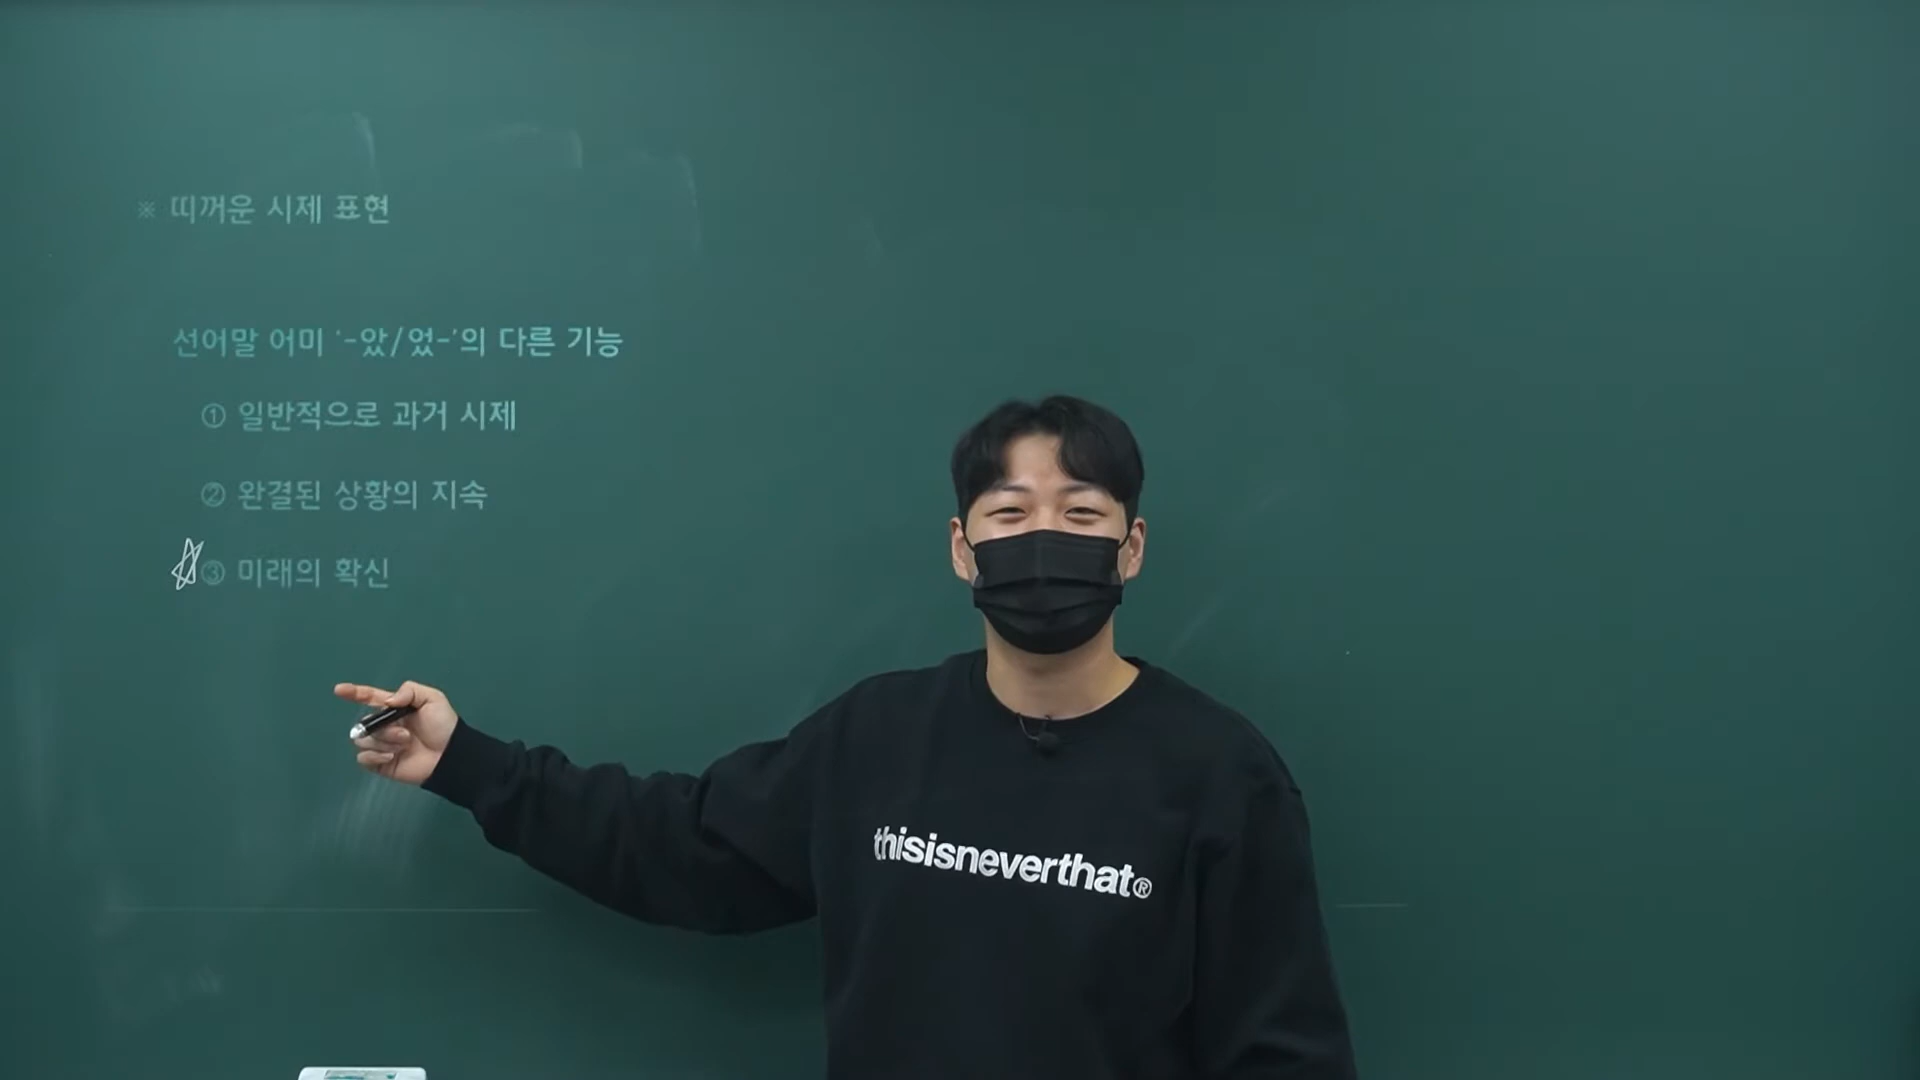 ※ 띠꺼운 시제 표현
선어말 어미 '-았/었-'의 다른 기능
① 일반적으로 과거 시제
② 완결된 상황의 지속
③ 미래의 확신
thisisneverthat®